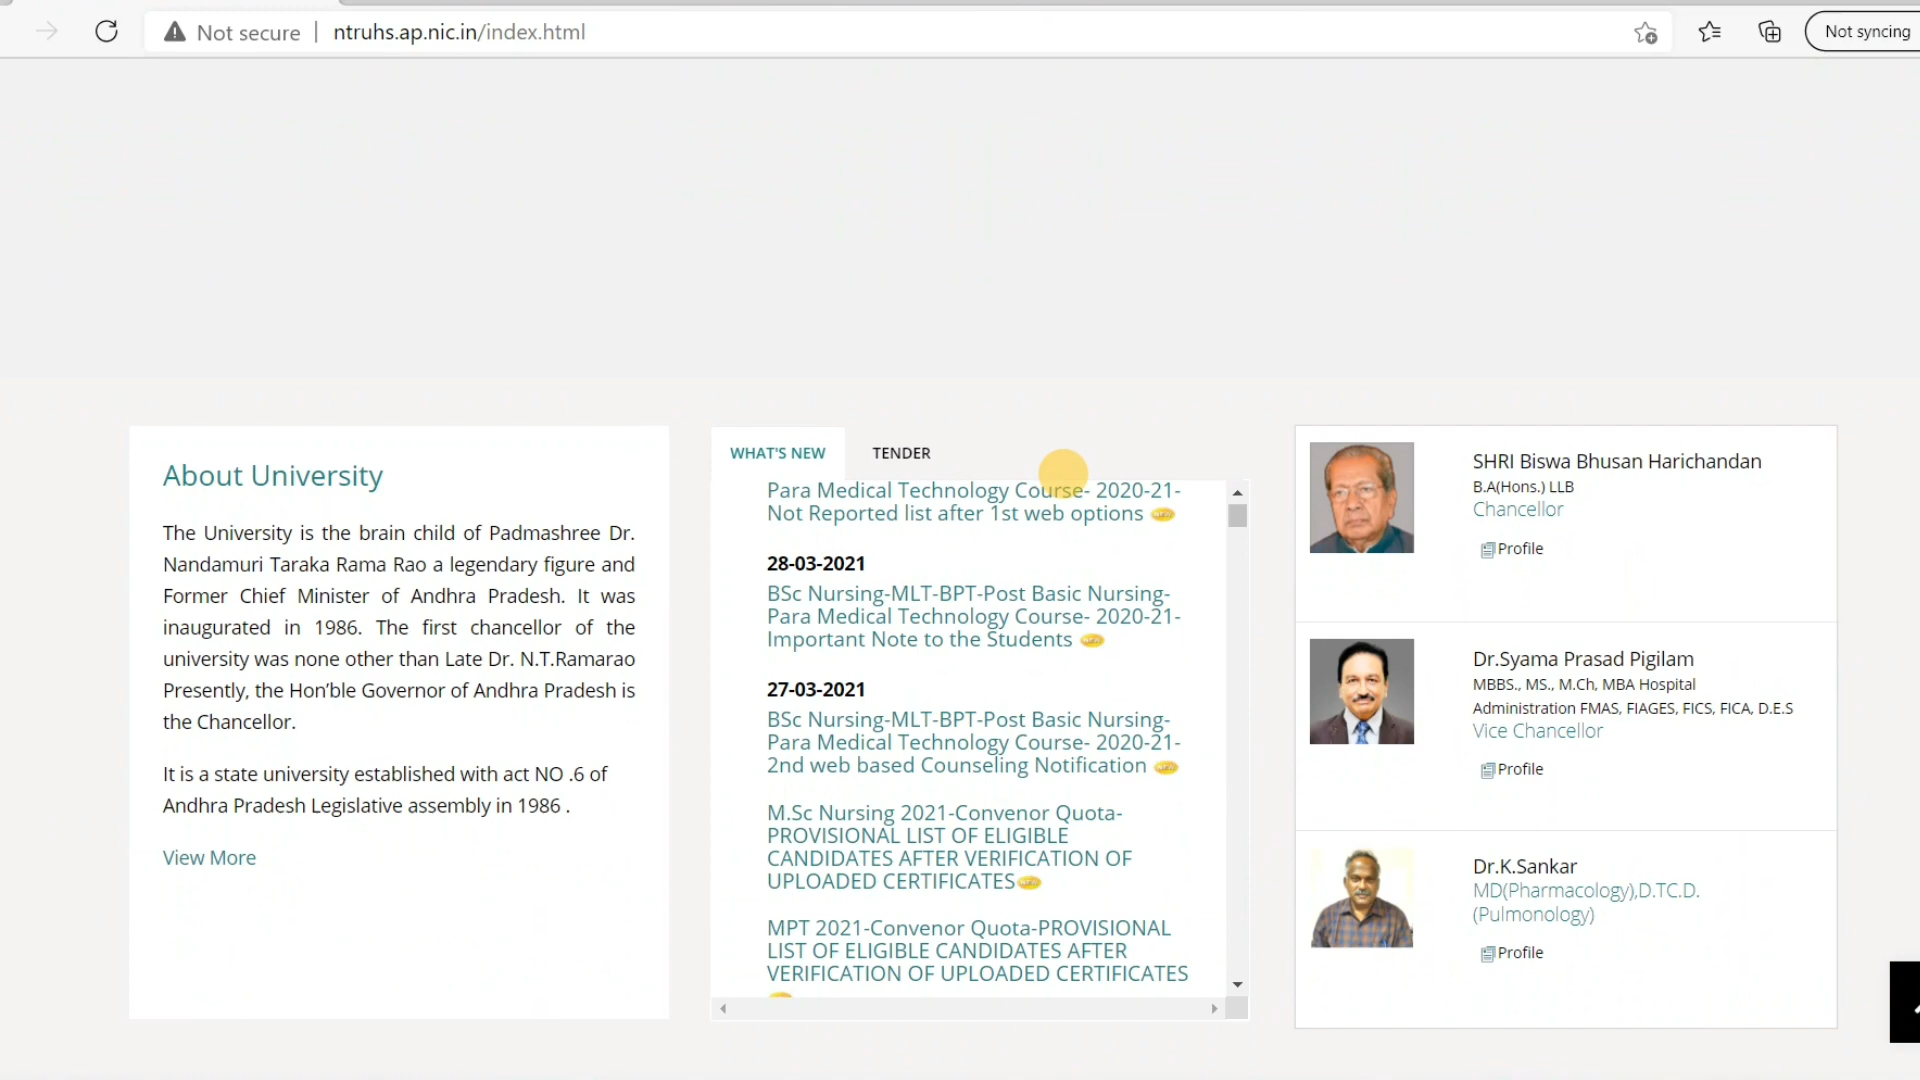 Not secure
ntruhs.ap.nic.in/index.html
Not syncing
About University
The University is the brain child of Padmashree Dr.
Nandamuri Taraka Rama Rao a legendary figure and
Former Chief Minister of Andhra Pradesh. It was
inaugurated in 1986. The first chancellor of the
university was none other than Late Dr. N.T.Ramarao
Presently, the Hon'ble Governor of Andhra Pradesh is
the Chancellor.
It is a state university established with act NO .6 of
Andhra Pradesh Legislative assembly in 1986 .
View More
WHAT'S NEW
TENDER
Para Medical Technology Course- 2020-21-
Not Reported list after 1st web options
28-03-2021
BSc Nursing-MLT-BPT-Post Basic Nursing-
Para Medical Technology Course- 2020-21-
Important Note to the Students
27-03-2021
BSc Nursing-MLT-BPT-Post Basic Nursing-
Para Medical Technology Course- 2020-21-
2nd web based Counseling Notification
M.Sc Nursing 2021-Convenor Quota-
PROVISIONAL LIST OF ELIGIBLE
CANDIDATES AFTER VERIFICATION OF
UPLOADED CERTIFICATES
MPT 2021-Convenor Quota-PROVISIONAL
LIST OF ELIGIBLE CANDIDATES AFTER
VERIFICATION OF UPLOADED CERTIFICATES
SHRI Biswa Bhusan Harichandan
B.A(Hons.) LLB
Chancellor
Profile
Dr.Syama Prasad Pigilam
MBBS., MS., M.Ch, MBA Hospital
Administration FMAS, FIAGES, FICS, FICA, D.E.S
Vice Chancellor
Profile
Dr.K.Sankar
MD(Pharmacology),D.TC.D.
(Pulmonology)
Profile